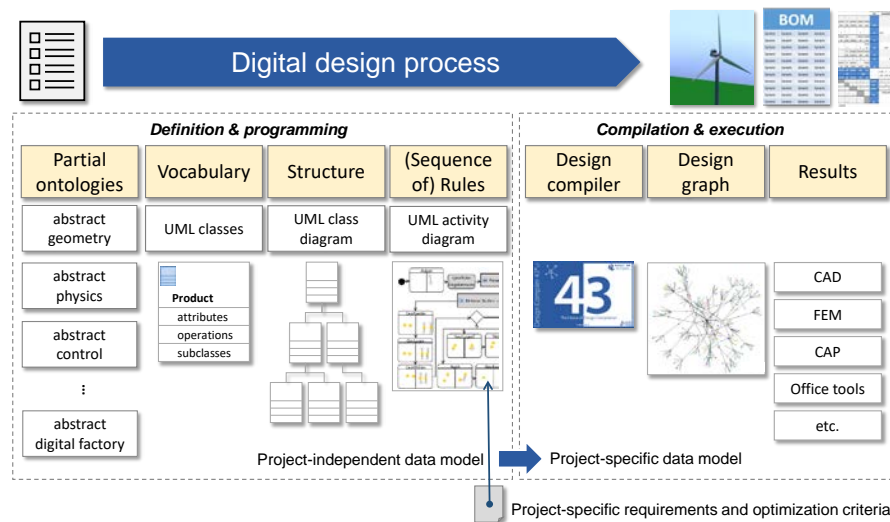 Digital design process
BOM
Definition & programming
Compilation & execution
Partial
ontologies
Vocabulary
Structure
(Sequence
of) Rules
Design
compiler
Design
graph
Results
abstract
geometry
UML classes
UML class
diagram
UML activity
diagram
abstract
physics
abstract
control
...
abstract
digital factory
Product
attributes
operations
subclasses
43
CAD
FEM
CAP
Office tools
etc.
Project-independent data model
Project-specific data model
Project-specific requirements and optimization criteria